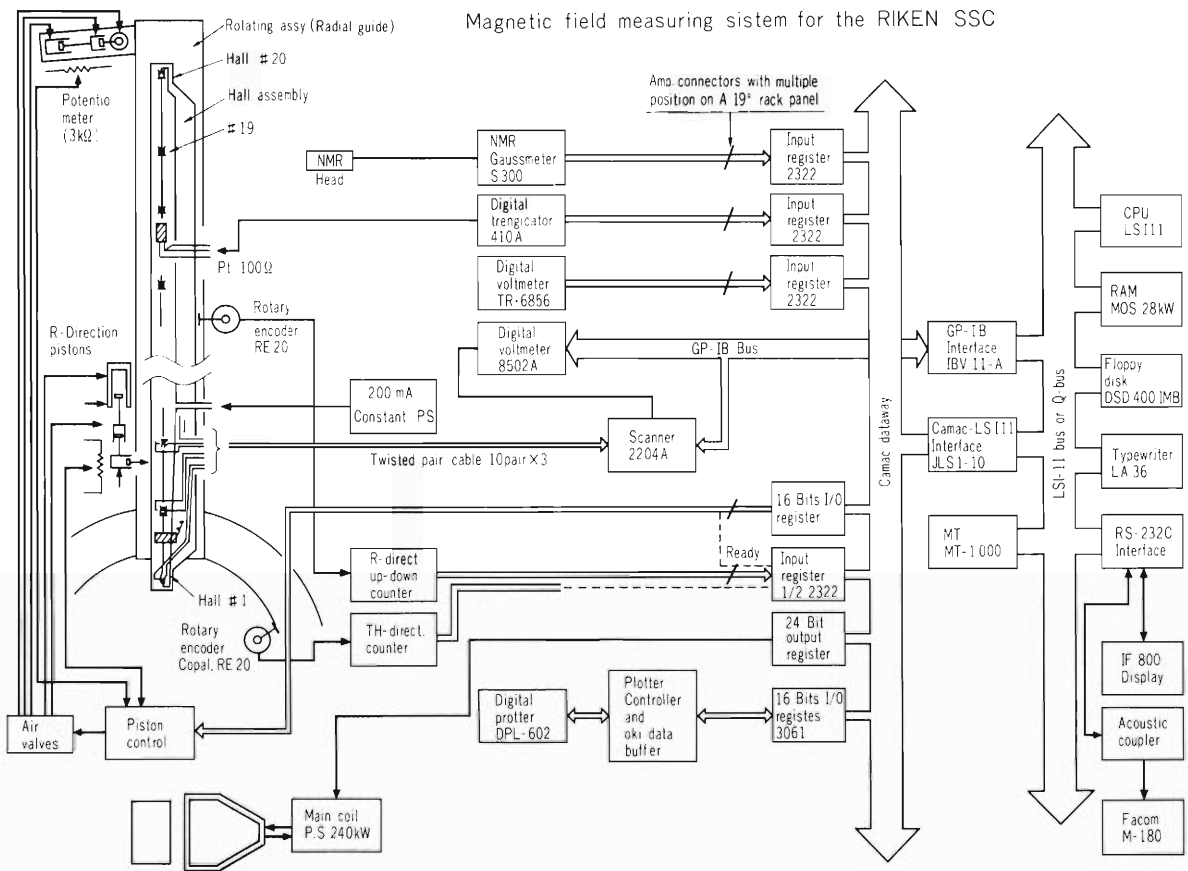 Magnetic field measuring sistem for the RIKEN SSC
Rotating assy (Radial guide)
Hall #20
Hall assembly
#19
Potentio
meter
(3kΩ)
Amp. connectors with multiple
position on A 19" rack panel
NMR
Head
NMR
Gaussmeter
S300
Input
register
2322
Digital
trengicator
410A
Input
register
2322
Pt 100Ω
Digital
voltmeter
TR-6856
Input
register
2322
Rotary
encoder
RE 20
R-Direction
pistons
Digital
voltmeter
8502A
GP-IB Bus
200 mA
Constant PS
Scanner
2204A
Twisted pair cable 10pair×3
16 Bits I/O
register
Ready
R-direct
up-down
counter
Input
register
1/2 2322
Hall #1
Rotary
encoder
Copal. RE 20
TH-direct.
counter
24 Bit
output
register
Air
valves
Piston
control
Digital
protter
DPL-602
Plotter
Controller
and
oki data
buffer
16 Bits I/O
registes
3061
Main coil
P.S 240kW
Camac dataway
GP-IB
Interface
IBV 11-A
Camac-LSI11
Interface
JLS1-10
MT
MT-1000
LSI-11 bus or Q-bus
CPU
LSI11
RAM
MOS 28kW
Floppy
disk
DSD 400 IMB
Typewriter
LA 36
RS-232C
Interface
IF 800
Display
Acoustic
coupler
Facom
M-180